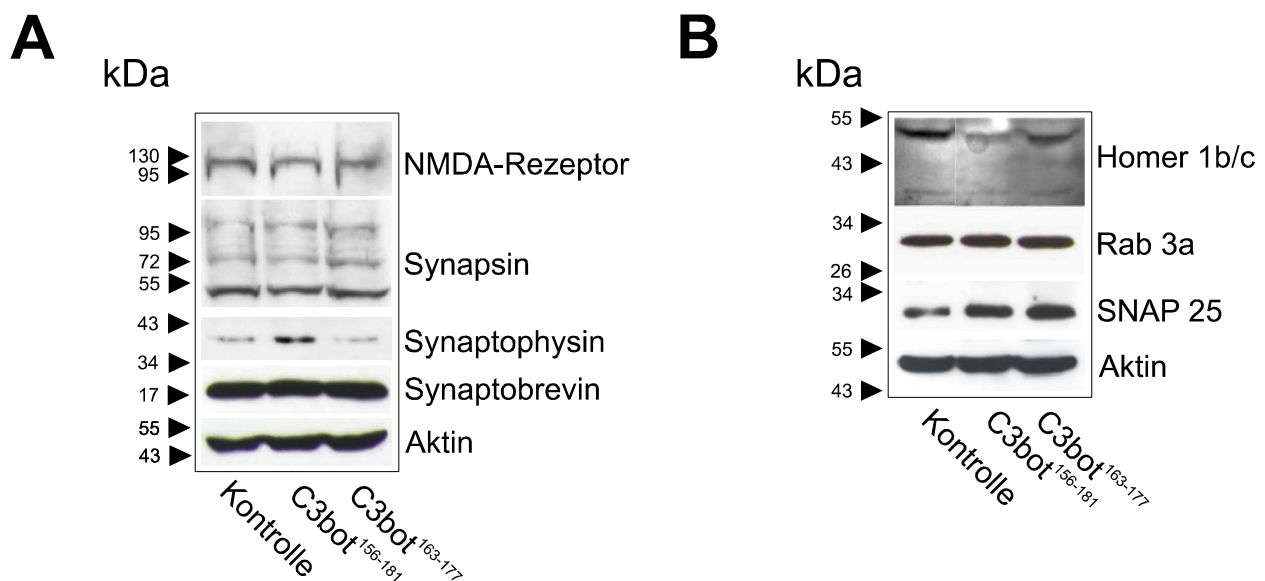 A
kDa
130
95
NMDA-Rezeptor
95
72
55
Synapsin
43
34
Synaptophysin
17
Synaptobrevin
55
43
Aktin
Kontrolle
C3bot156-181
C3bot163-177
B
kDa
55
43
Homer 1b/c
34
26
Rab 3a
34
SNAP 25
55
43
Aktin
Kontrolle
C3bot156-181
C3bot163-177